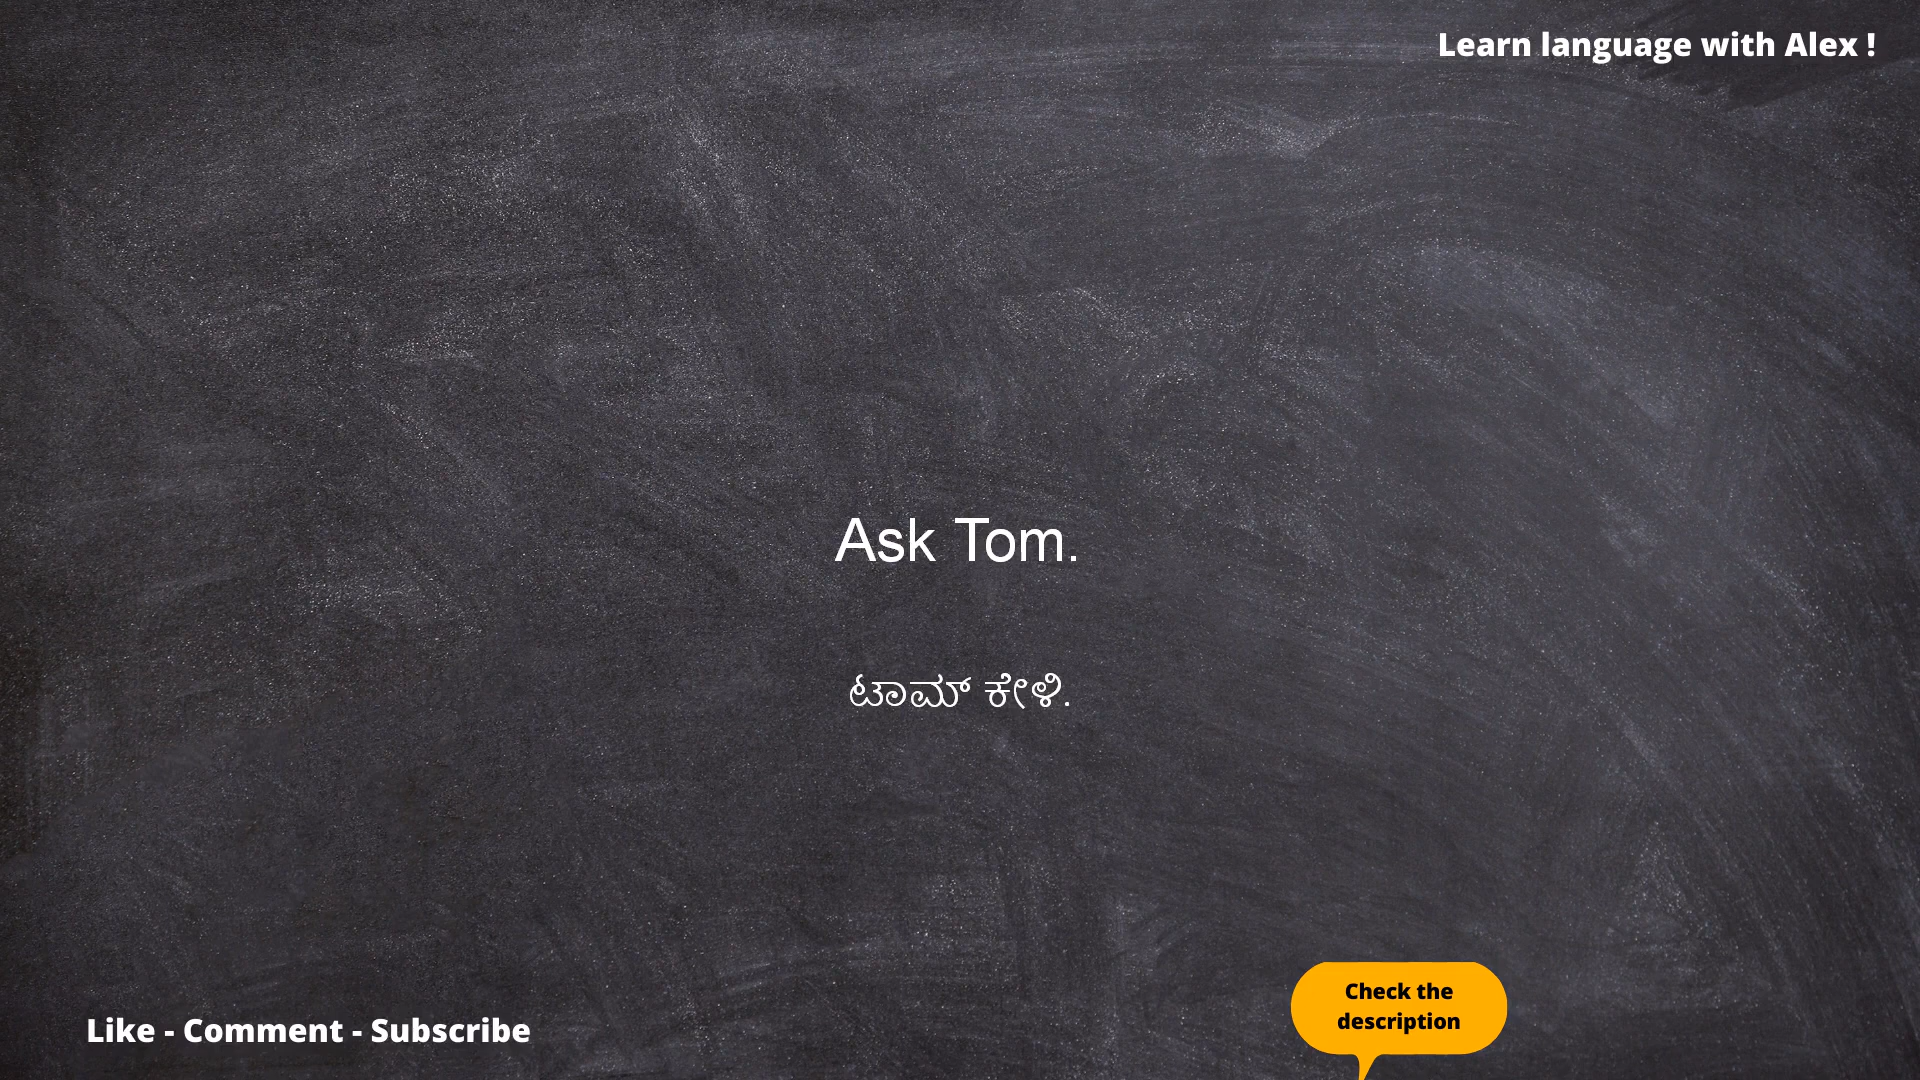 Learn language with Alex !
Ask Tom.
ಟಾಮ್ ಕೇಳಿ.
Check the
description
Like - Comment - Subscribe